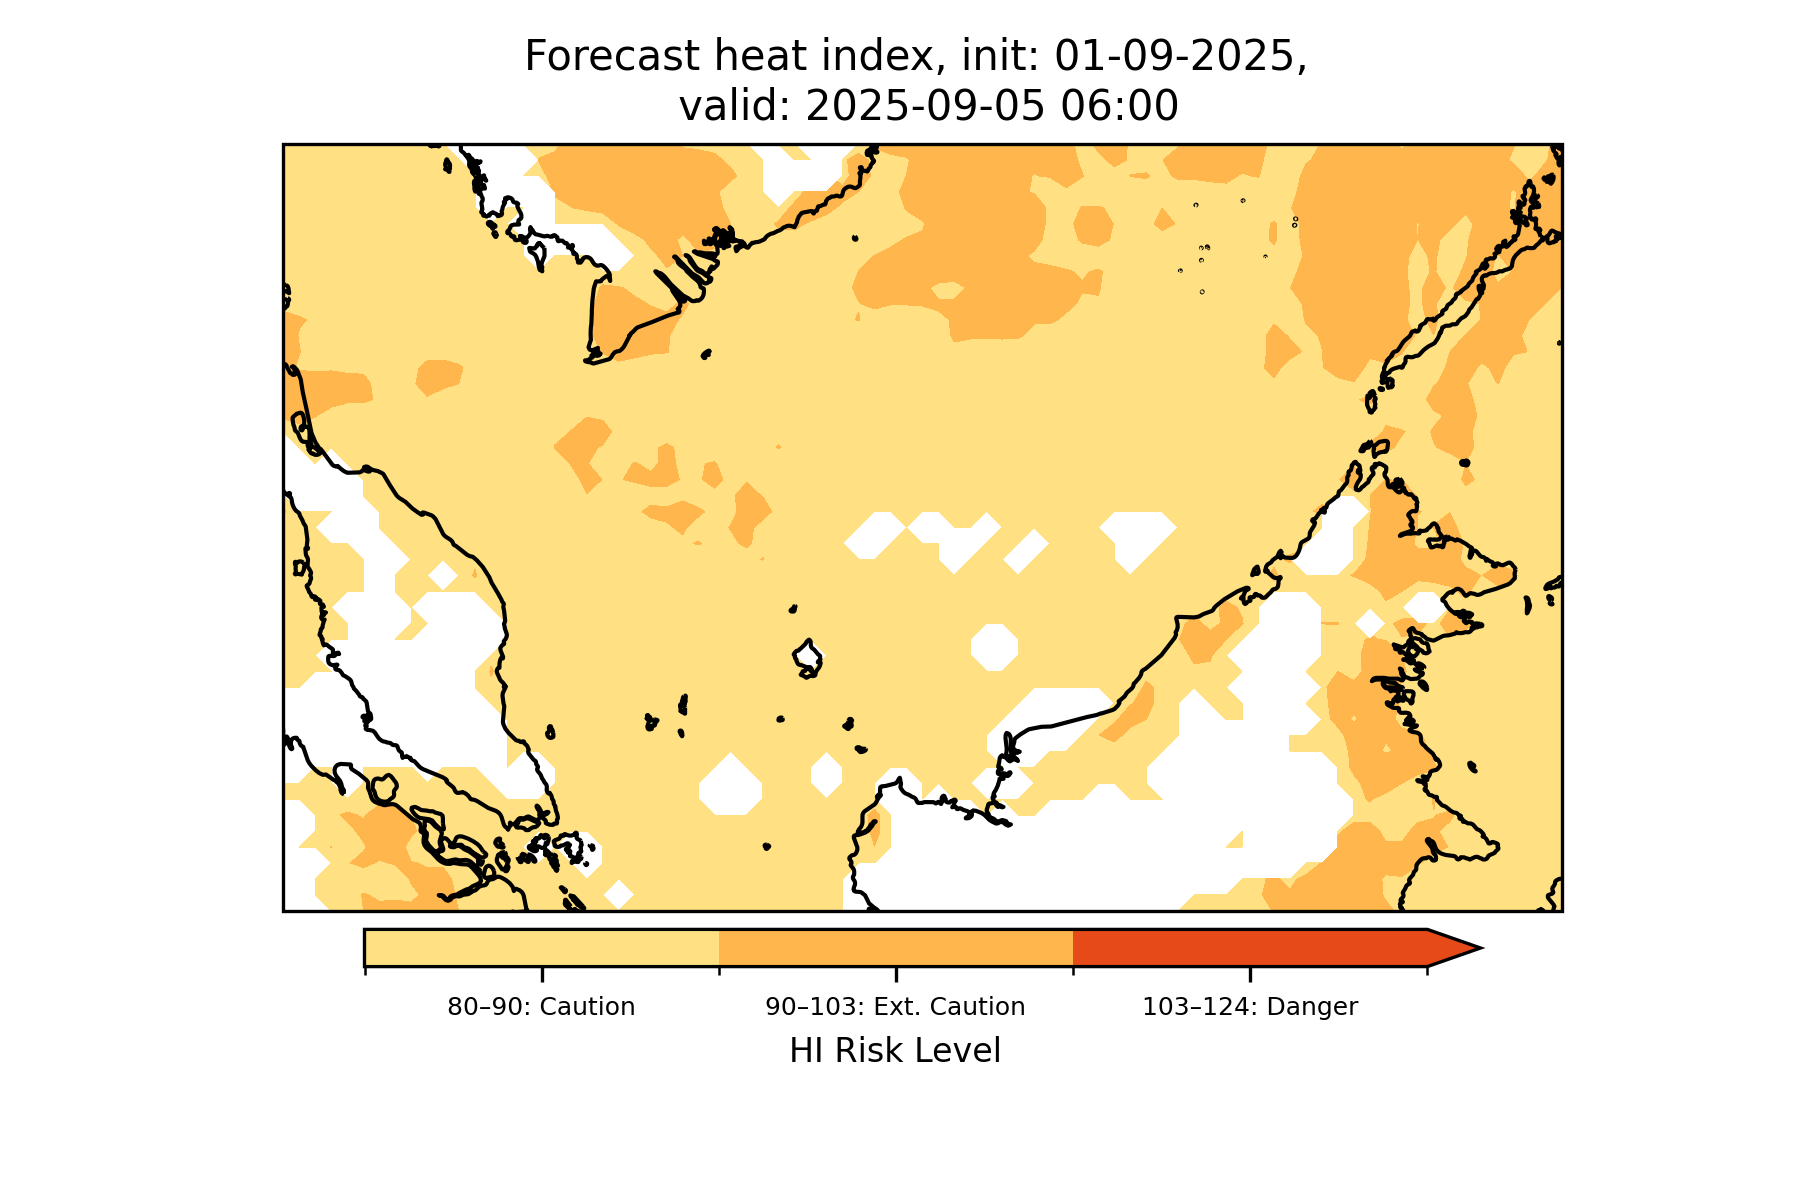 Forecast heat index, init: 01-09-2025,
valid: 2025-09-05 06:00
80–90: Caution
90–103: Ext. Caution
103–124: Danger
HI Risk Level